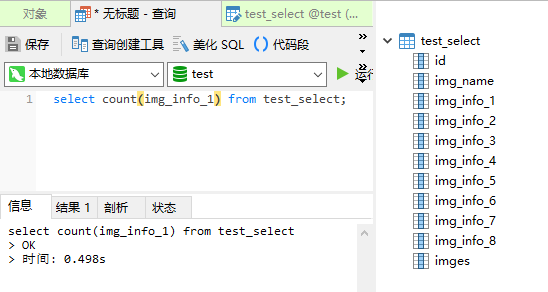 对象
* 无标题 - 查询
test_select @test (...
保存
查询创建工具
美化 SQL
代码段
本地数据库
test
运行
1
select count(img_info_1) from test_select;
信息
结果 1
剖析
状态
select count(img_info_1) from test_select
> OK
> 时间: 0.498s
test_select
id
img_name
img_info_1
img_info_2
img_info_3
img_info_4
img_info_5
img_info_6
img_info_7
img_info_8
imges